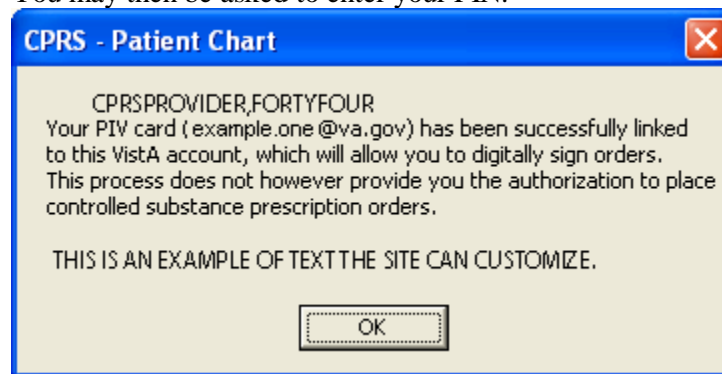 You may then be asked to enter your PIN.
CPRS - Patient Chart
CPRSPROVIDER,FORTYFOUR
Your PIV card (example.one@va.gov) has been successfully linked
to this VistA account, which will allow you to digitally sign orders.
This process does not however provide you the authorization to place
controlled substance prescription orders.
THIS IS AN EXAMPLE OF TEXT THE SITE CAN CUSTOMIZE.
OK